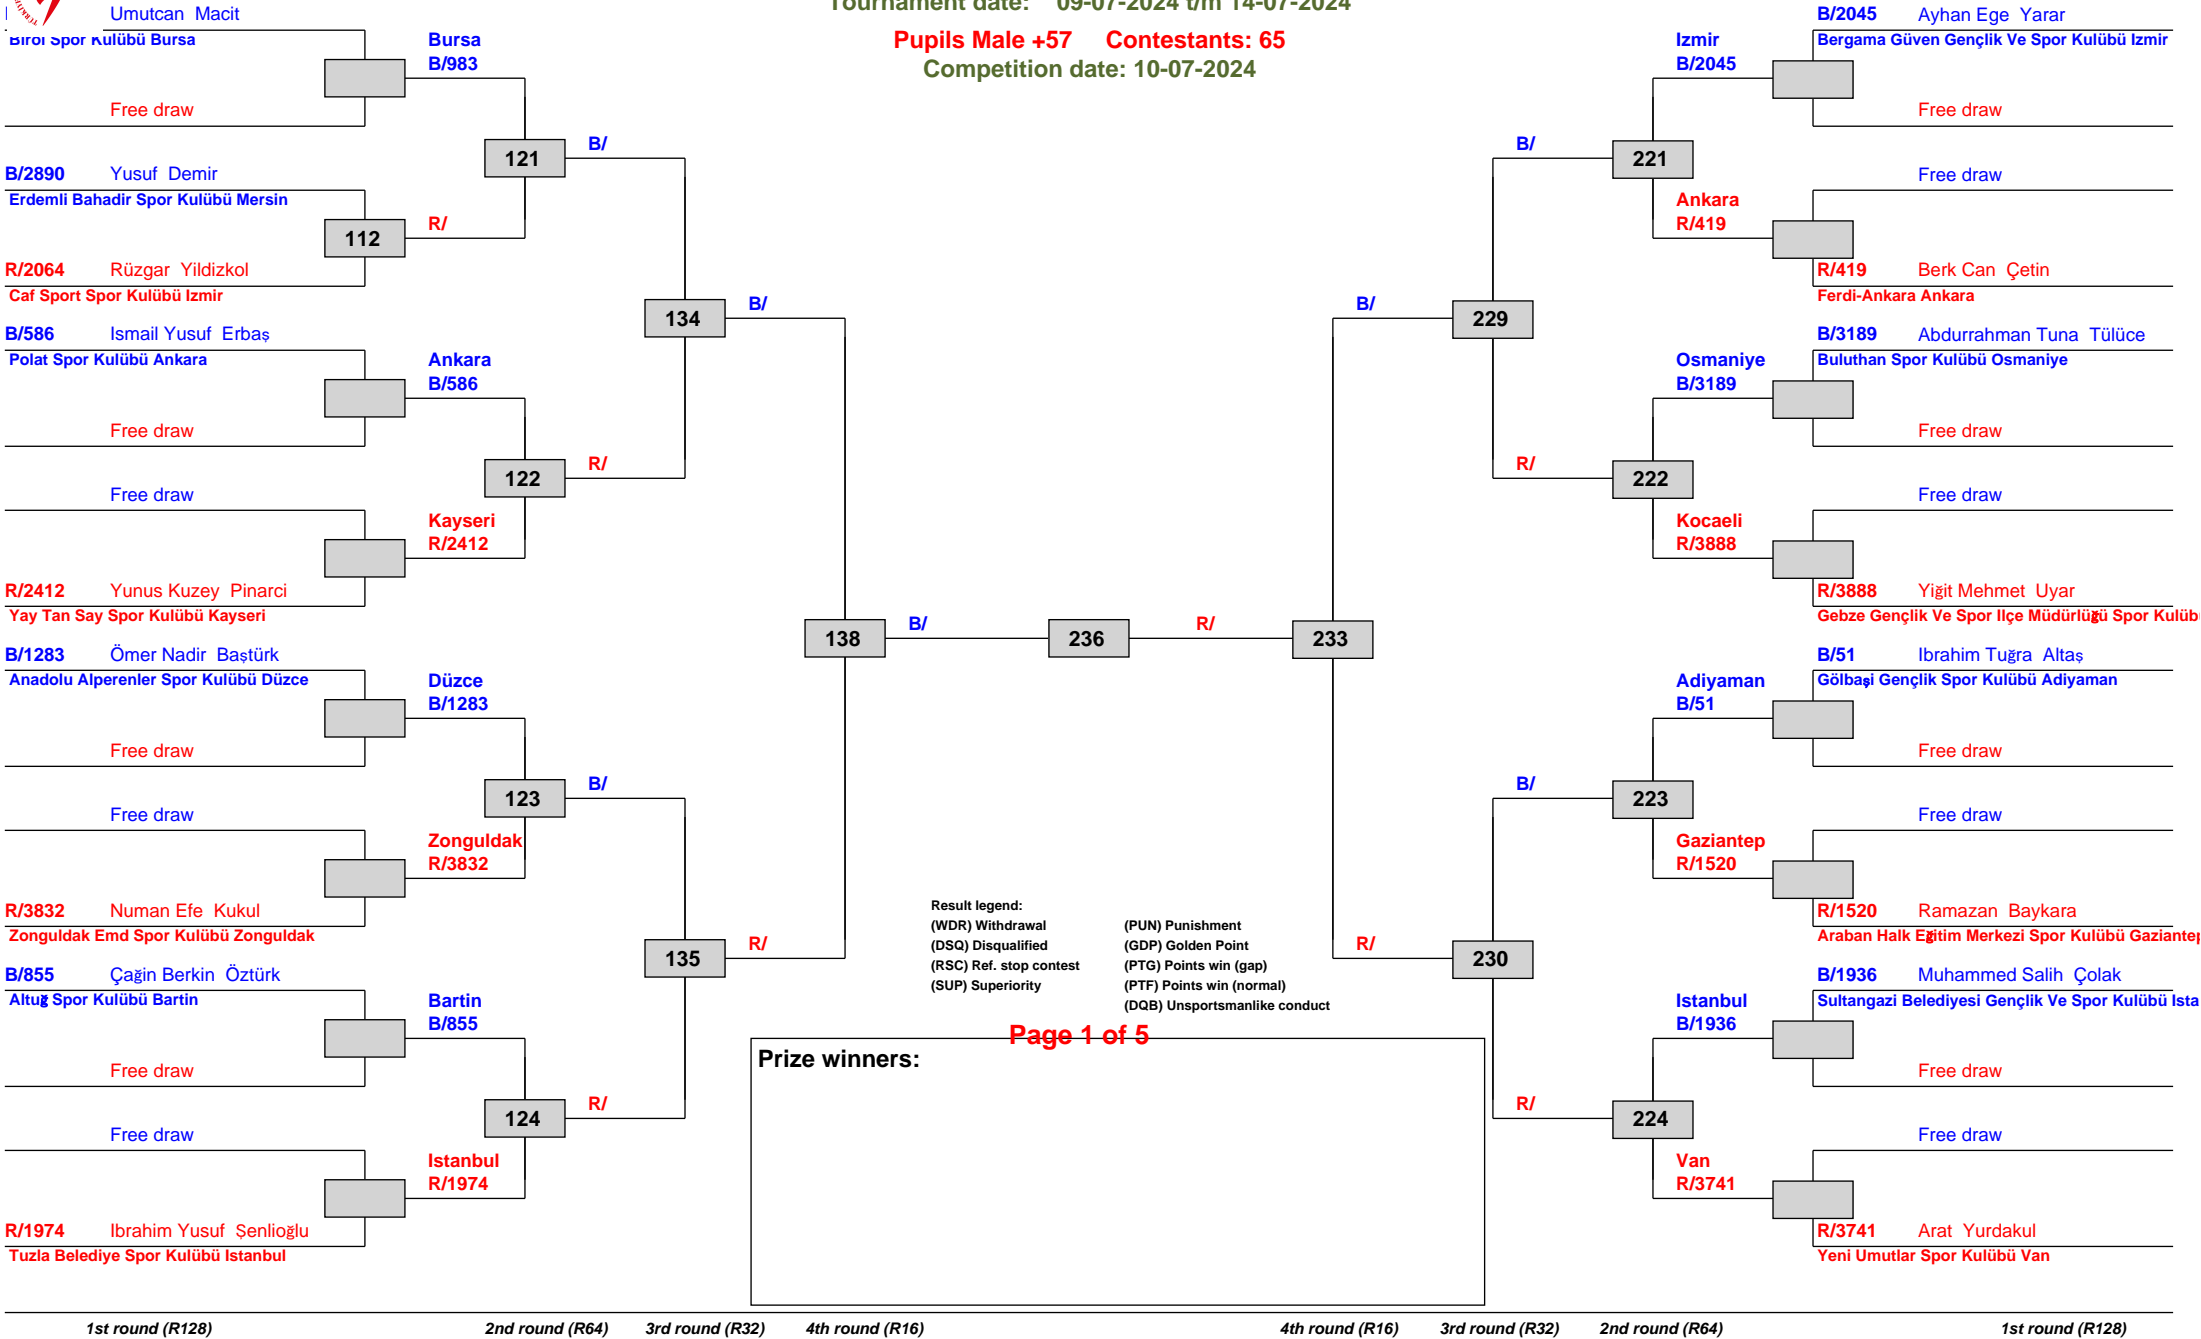 Tournament date: 09-07-2024 t/m 14-07-2024
Pupils Male +57 Contestants: 65
Competition date: 10-07-2024
Umutcan Macit
Birol Spor Kulübü Bursa
Free draw
Bursa
B/983
B/2890 Yusuf Demir
Erdemli Bahadir Spor Kulübü Mersin
112
R/2064 Rüzgar Yildizkol
Caf Sport Spor Kulübü Izmir
R/
121
B/
B/586 Ismail Yusuf Erbaş
Polat Spor Kulübü Ankara
Free draw
Ankara
B/586
Free draw
R/2412 Yunus Kuzey Pinarci
Yay Tan Say Spor Kulübü Kayseri
Kayseri
R/2412
122
R/
134
B/
B/1283 Ömer Nadir Baştürk
Anadolu Alperenler Spor Kulübü Düzce
Free draw
Düzce
B/1283
Free draw
R/3832 Numan Efe Kukul
Zonguldak Emd Spor Kulübü Zonguldak
Zonguldak
R/3832
123
B/
B/855 Çağin Berkin Öztürk
Altuğ Spor Kulübü Bartin
Free draw
Bartin
B/855
Free draw
R/1974 Ibrahim Yusuf Şenlioğlu
Tuzla Belediye Spor Kulübü Istanbul
Istanbul
R/1974
124
R/
135
R/
138
B/
236
R/
233
B/2045 Ayhan Ege Yarar
Bergama Güven Gençlik Ve Spor Kulübü Izmir
Free draw
Izmir
B/2045
Free draw
R/419 Berk Can Çetin
Ferdi-Ankara Ankara
Ankara
R/419
221
B/
B/3189 Abdurrahman Tuna Tülüce
Buluthan Spor Kulübü Osmaniye
Free draw
Osmaniye
B/3189
Free draw
R/3888 Yiğit Mehmet Uyar
Gebze Gençlik Ve Spor Ilçe Müdürlüğü Spor Kulüb
Kocaeli
R/3888
222
R/
229
B/
B/51 Ibrahim Tuğra Altaş
Gölbaşi Gençlik Spor Kulübü Adiyaman
Free draw
Adiyaman
B/51
Free draw
R/1520 Ramazan Baykara
Araban Halk Eğitim Merkezi Spor Kulübü Gaziantep
Gaziantep
R/1520
223
B/
B/1936 Muhammed Salih Çolak
Sultangazi Belediyesi Gençlik Ve Spor Kulübü Ista
Free draw
Istanbul
B/1936
Free draw
R/3741 Arat Yurdakul
Yeni Umutlar Spor Kulübü Van
Van
R/3741
224
R/
230
R/
Result legend:
(WDR) Withdrawal (PUN) Punishment
(DSQ) Disqualified (GDP) Golden Point
(RSC) Ref. stop contest (PTG) Points win (gap)
(SUP) Superiority (PTF) Points win (normal)
(DQB) Unsportsmanlike conduct
Page 1 of 5
Prize winners:
1st round (R128) 2nd round (R64) 3rd round (R32) 4th round (R16) 4th round (R16) 3rd round (R32) 2nd round (R64) 1st round (R128)